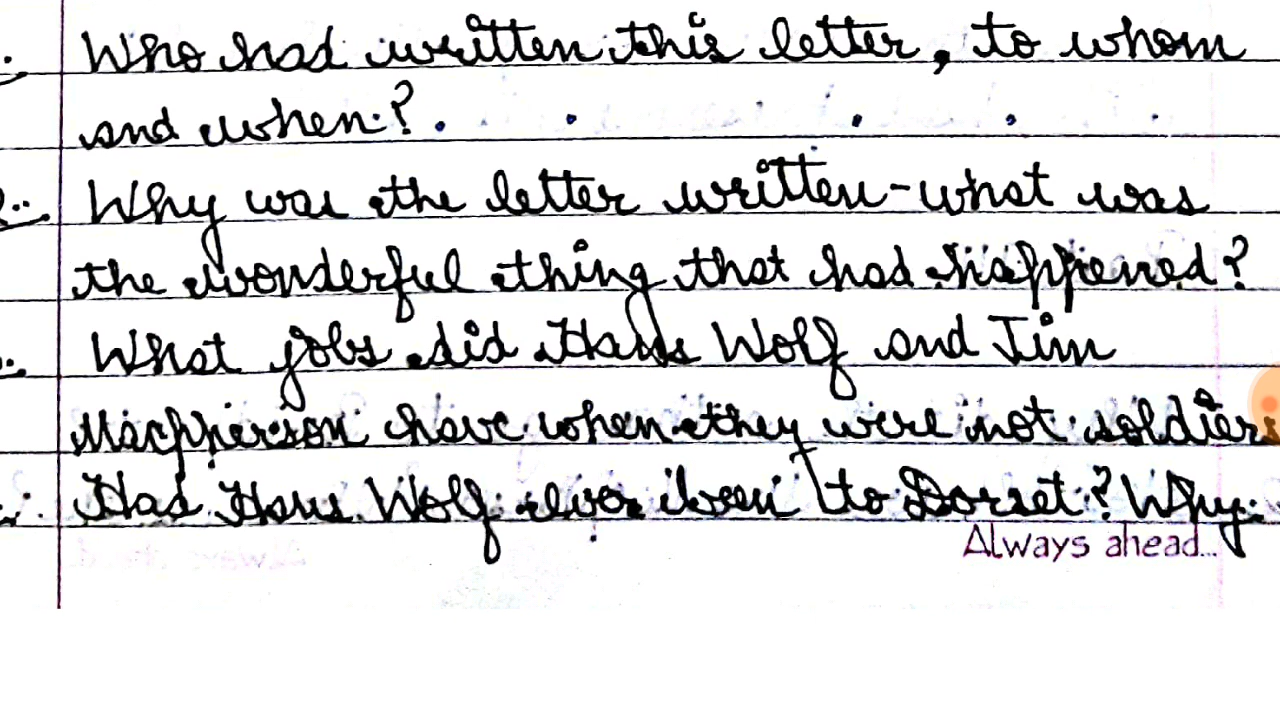 Who had written this letter, to whom
and when?.
Why was the letter written-what was
the wonderful thing that had happened?
What jobs did Hans Wolf and Jim
Macpherson have when they were not soldiers
Had Hans Wolf ever been to Dorset? Why
Always ahead...